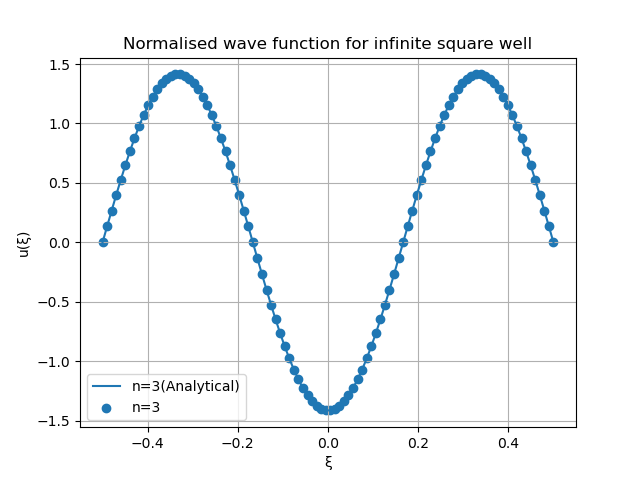 Normalised wave function for infinite square well
1.5
1.0
0.5
0.0
−0.5
−1.0
−1.5
u(ξ)
n=3(Analytical)
n=3
−0.4 −0.2 0.0 0.2 0.4
ξ